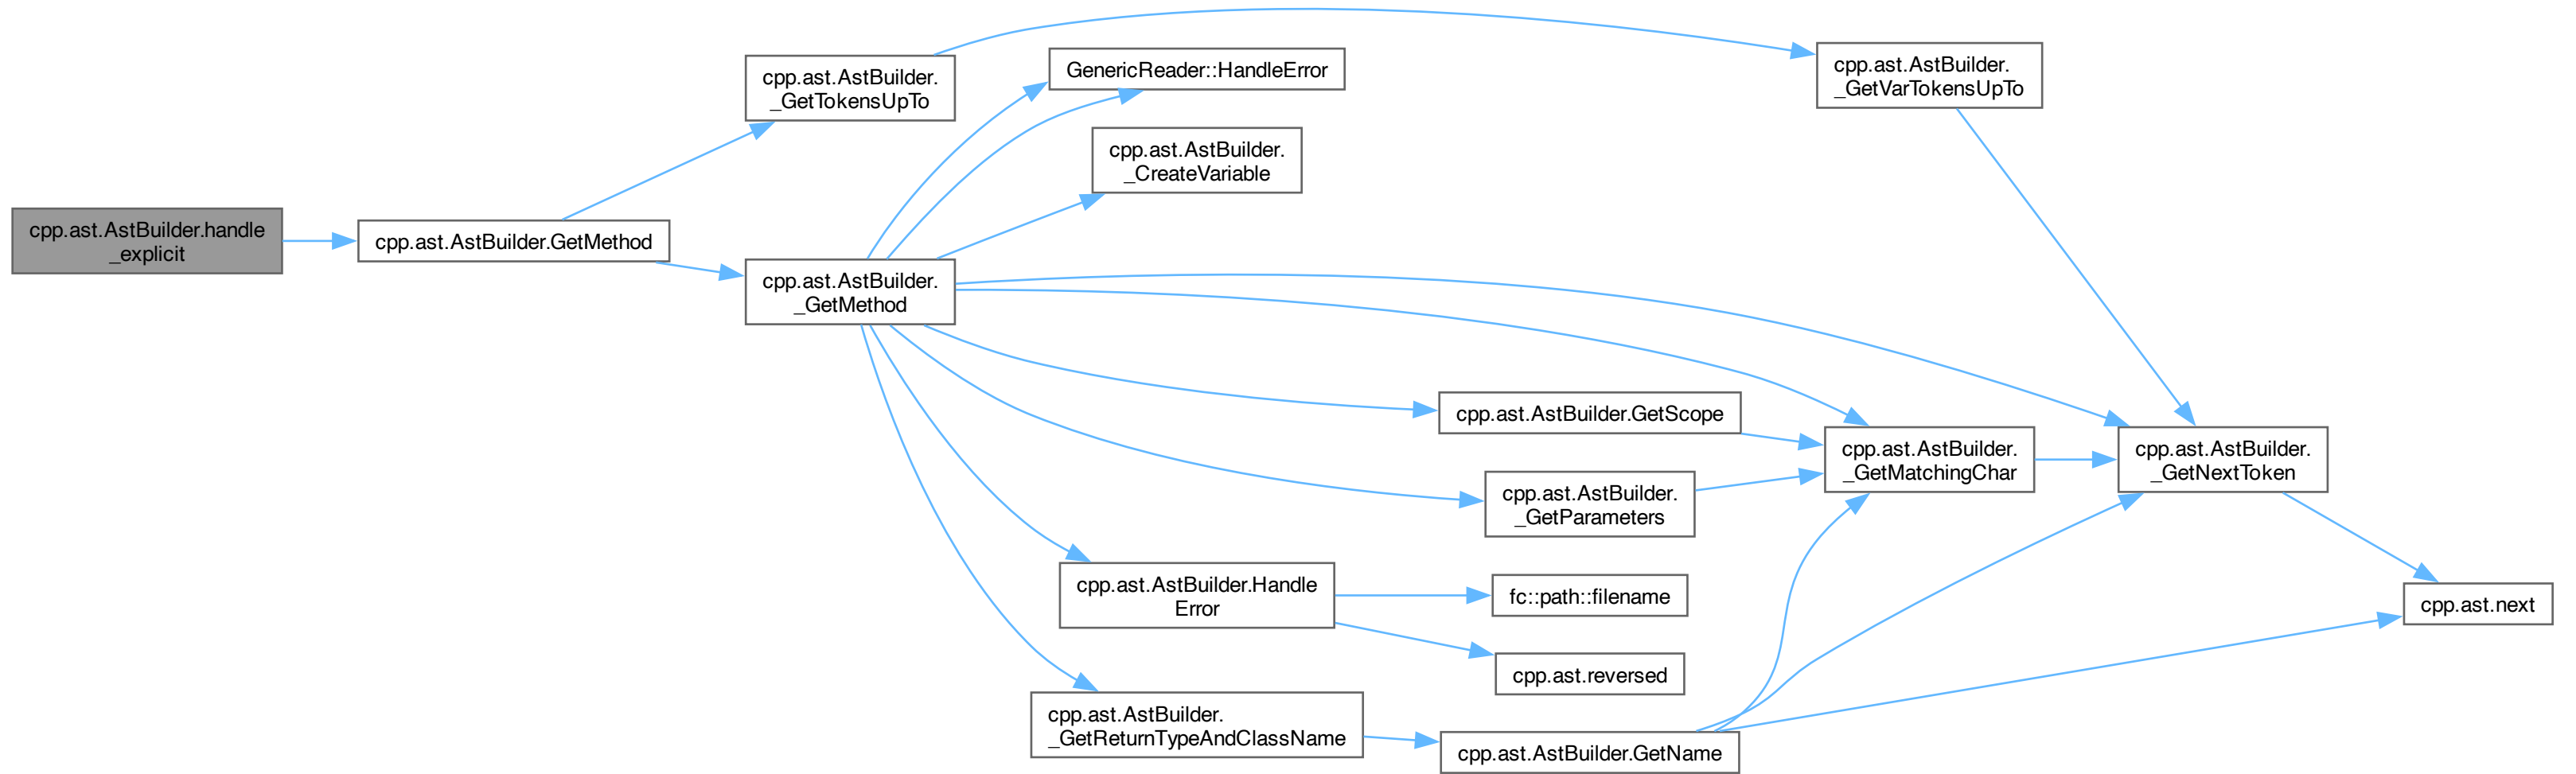 cpp.ast.AstBuilder.handle
_explicit
cpp.ast.AstBuilder.GetMethod
cpp.ast.AstBuilder.
_GetTokensUpTo
cpp.ast.AstBuilder.
_GetMethod
GenericReader::HandleError
cpp.ast.AstBuilder.
_CreateVariable
cpp.ast.AstBuilder.Handle
Error
cpp.ast.AstBuilder.
_GetReturnTypeAndClassName
cpp.ast.AstBuilder.GetScope
cpp.ast.AstBuilder.
_GetParameters
fc::path::filename
cpp.ast.reversed
cpp.ast.AstBuilder.GetName
cpp.ast.AstBuilder.
_GetVarTokensUpTo
cpp.ast.AstBuilder.
_GetMatchingChar
cpp.ast.AstBuilder.
_GetNextToken
cpp.ast.next